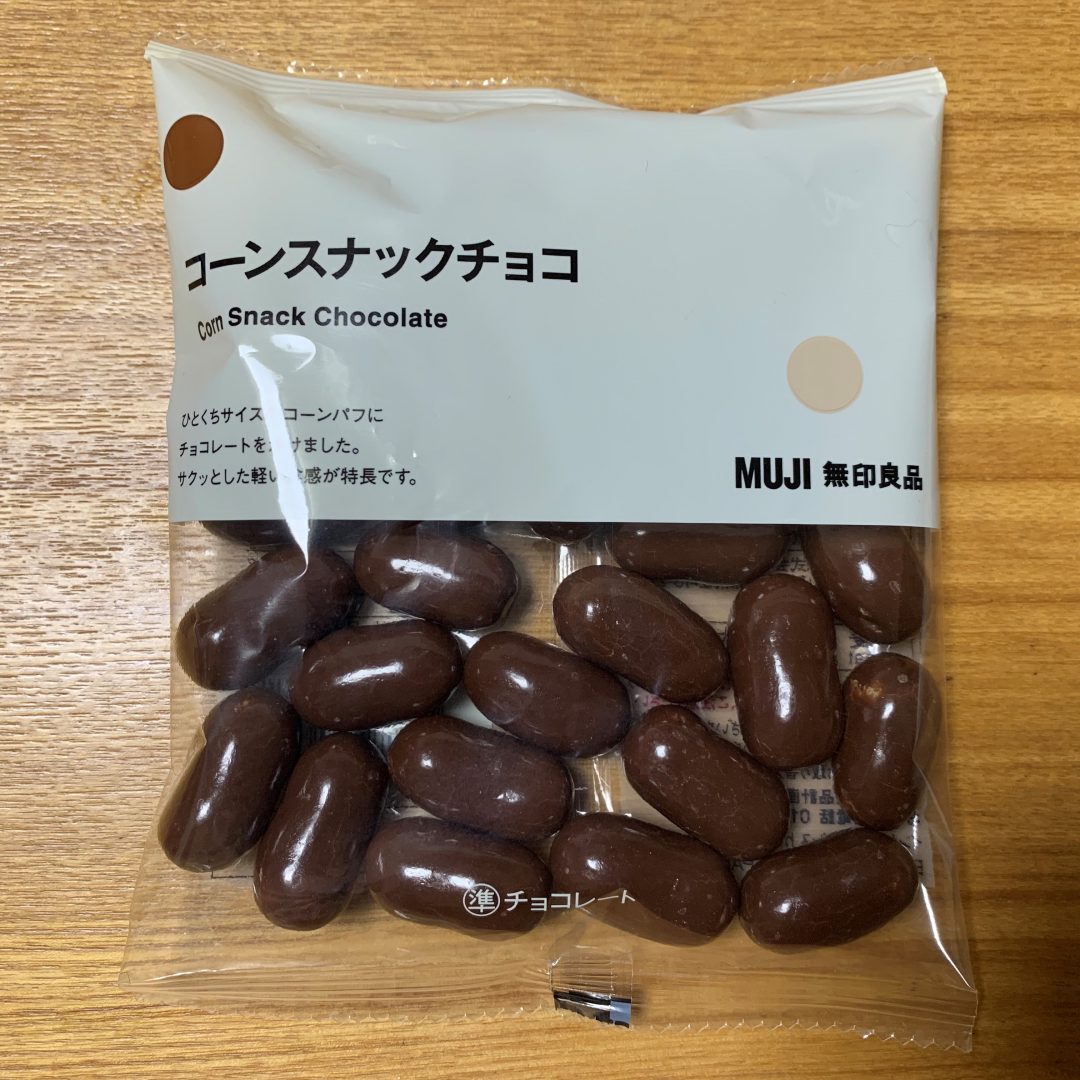 コーンスナックチョコ
Corn Snack Chocolate
ひとくちサイズ コーンパフに
チョコレートをかけました。
サクッとした軽い食感が特長です。
MUJI 無印良品
準 チョコレート